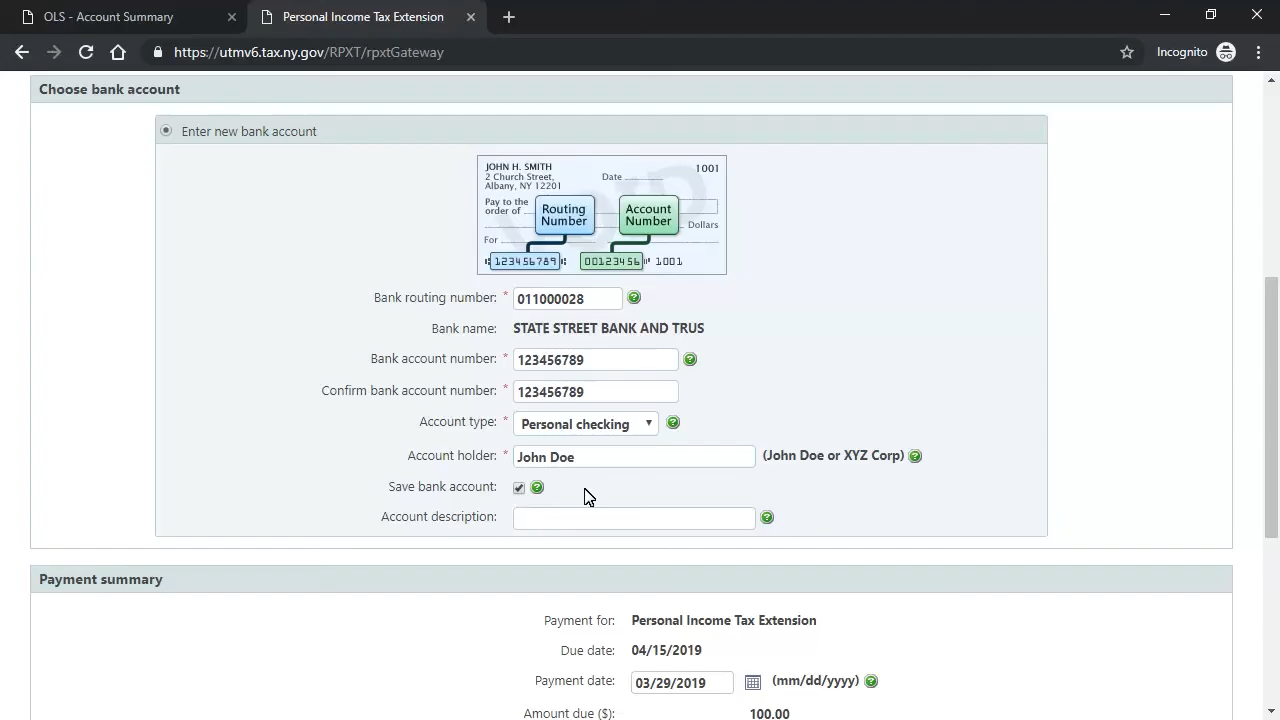 OLS - Account Summary
Personal Income Tax Extension
https://utmv6.tax.ny.gov/RPXT/rpxtGateway
Incognito
Choose bank account
Enter new bank account
JOHN H. SMITH
2 Church Street,
Albany, NY 12201
Date
1001
Pay to the
order of
Routing
Number
Account
Number
Dollars
For
123456789
00123456
1001
Bank routing number: * 011000028
Bank name: STATE STREET BANK AND TRUS
Bank account number: * 123456789
Confirm bank account number: * 123456789
Account type: * Personal checking
Account holder: * John Doe (John Doe or XYZ Corp)
Save bank account:
Account description:
Payment summary
Payment for: Personal Income Tax Extension
Due date: 04/15/2019
Payment date: 03/29/2019 (mm/dd/yyyy)
Amount due ($): 100.00